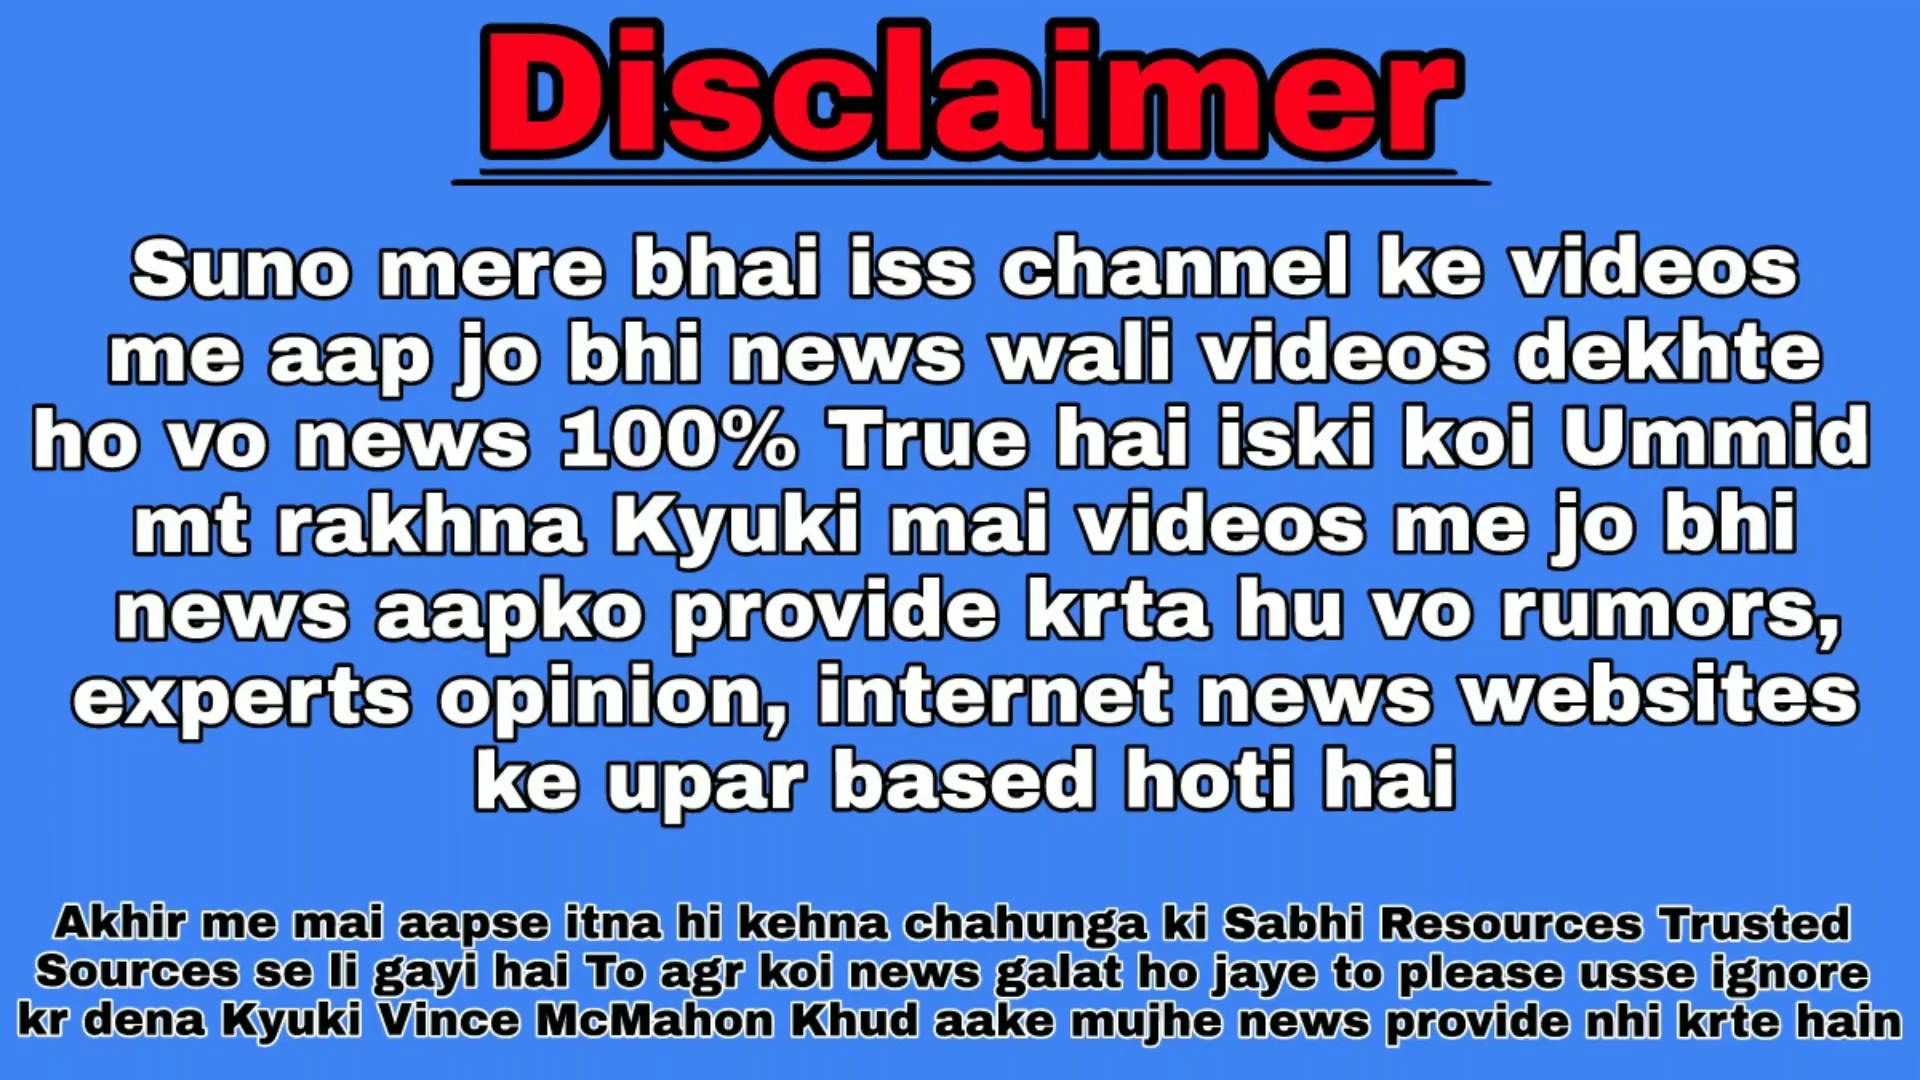 Disclaimer
Suno mere bhai iss channel ke videos
me aap jo bhi news wali videos dekhte
ho vo news 100% True hai iski koi Ummid
mt rakhna Kyuki mai videos me jo bhi
news aapko provide krta hu vo rumors,
experts opinion, internet news websites
ke upar based hoti hai
Akhir me mai aapse itna hi kehna chahunga ki Sabhi Resources Trusted
Sources se li gayi hai To agr koi news galat ho jaye to please usse ignore
kr dena Kyuki Vince McMahon Khud aake mujhe news provide nhi krte hain